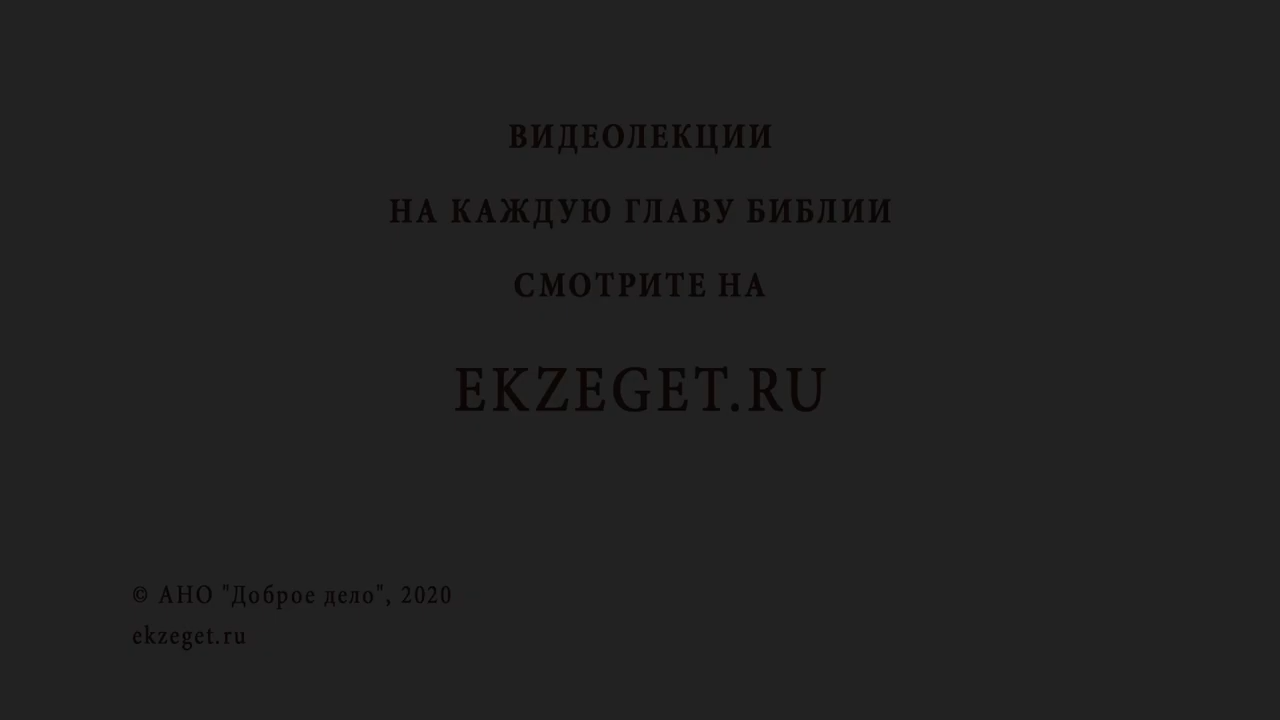 ВИДЕОЛЕКЦИИ
НА КАЖДУЮ ГЛАВУ БИБЛИИ
СМОТРИТЕ НА
EKZEGET.RU
© АНО "Доброе дело", 2020
ekzeget.ru